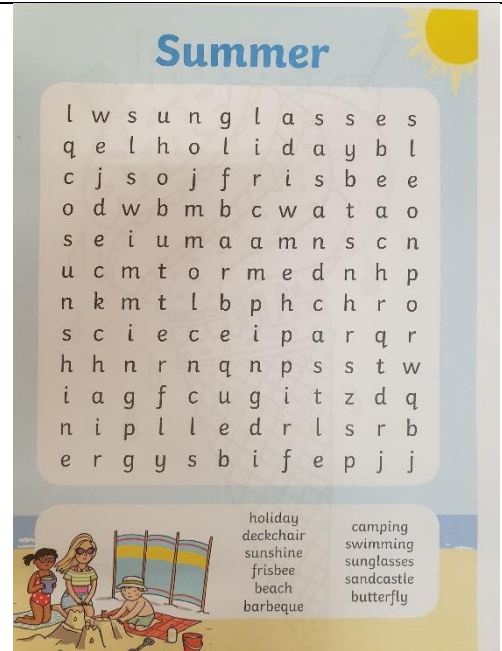 Summer
l w s u n g l a s s e s
q e l h o l i d a y b l
c j s o j f r i s b e e
o d w b m b c w a t a o
s e i u m a a m n s c n
u c m t o r m e d n h p
n k m t l b p h c h r o
s c i e c e i p a r q r
h h n r n q n p s s t w
i a g f c u g i t z d q
n i p l l e d r l s r b
e r g y s b i f e p j j
holiday
deckchair
sunshine
frisbee
beach
barbeque
camping
swimming
sunglasses
sandcastle
butterfly